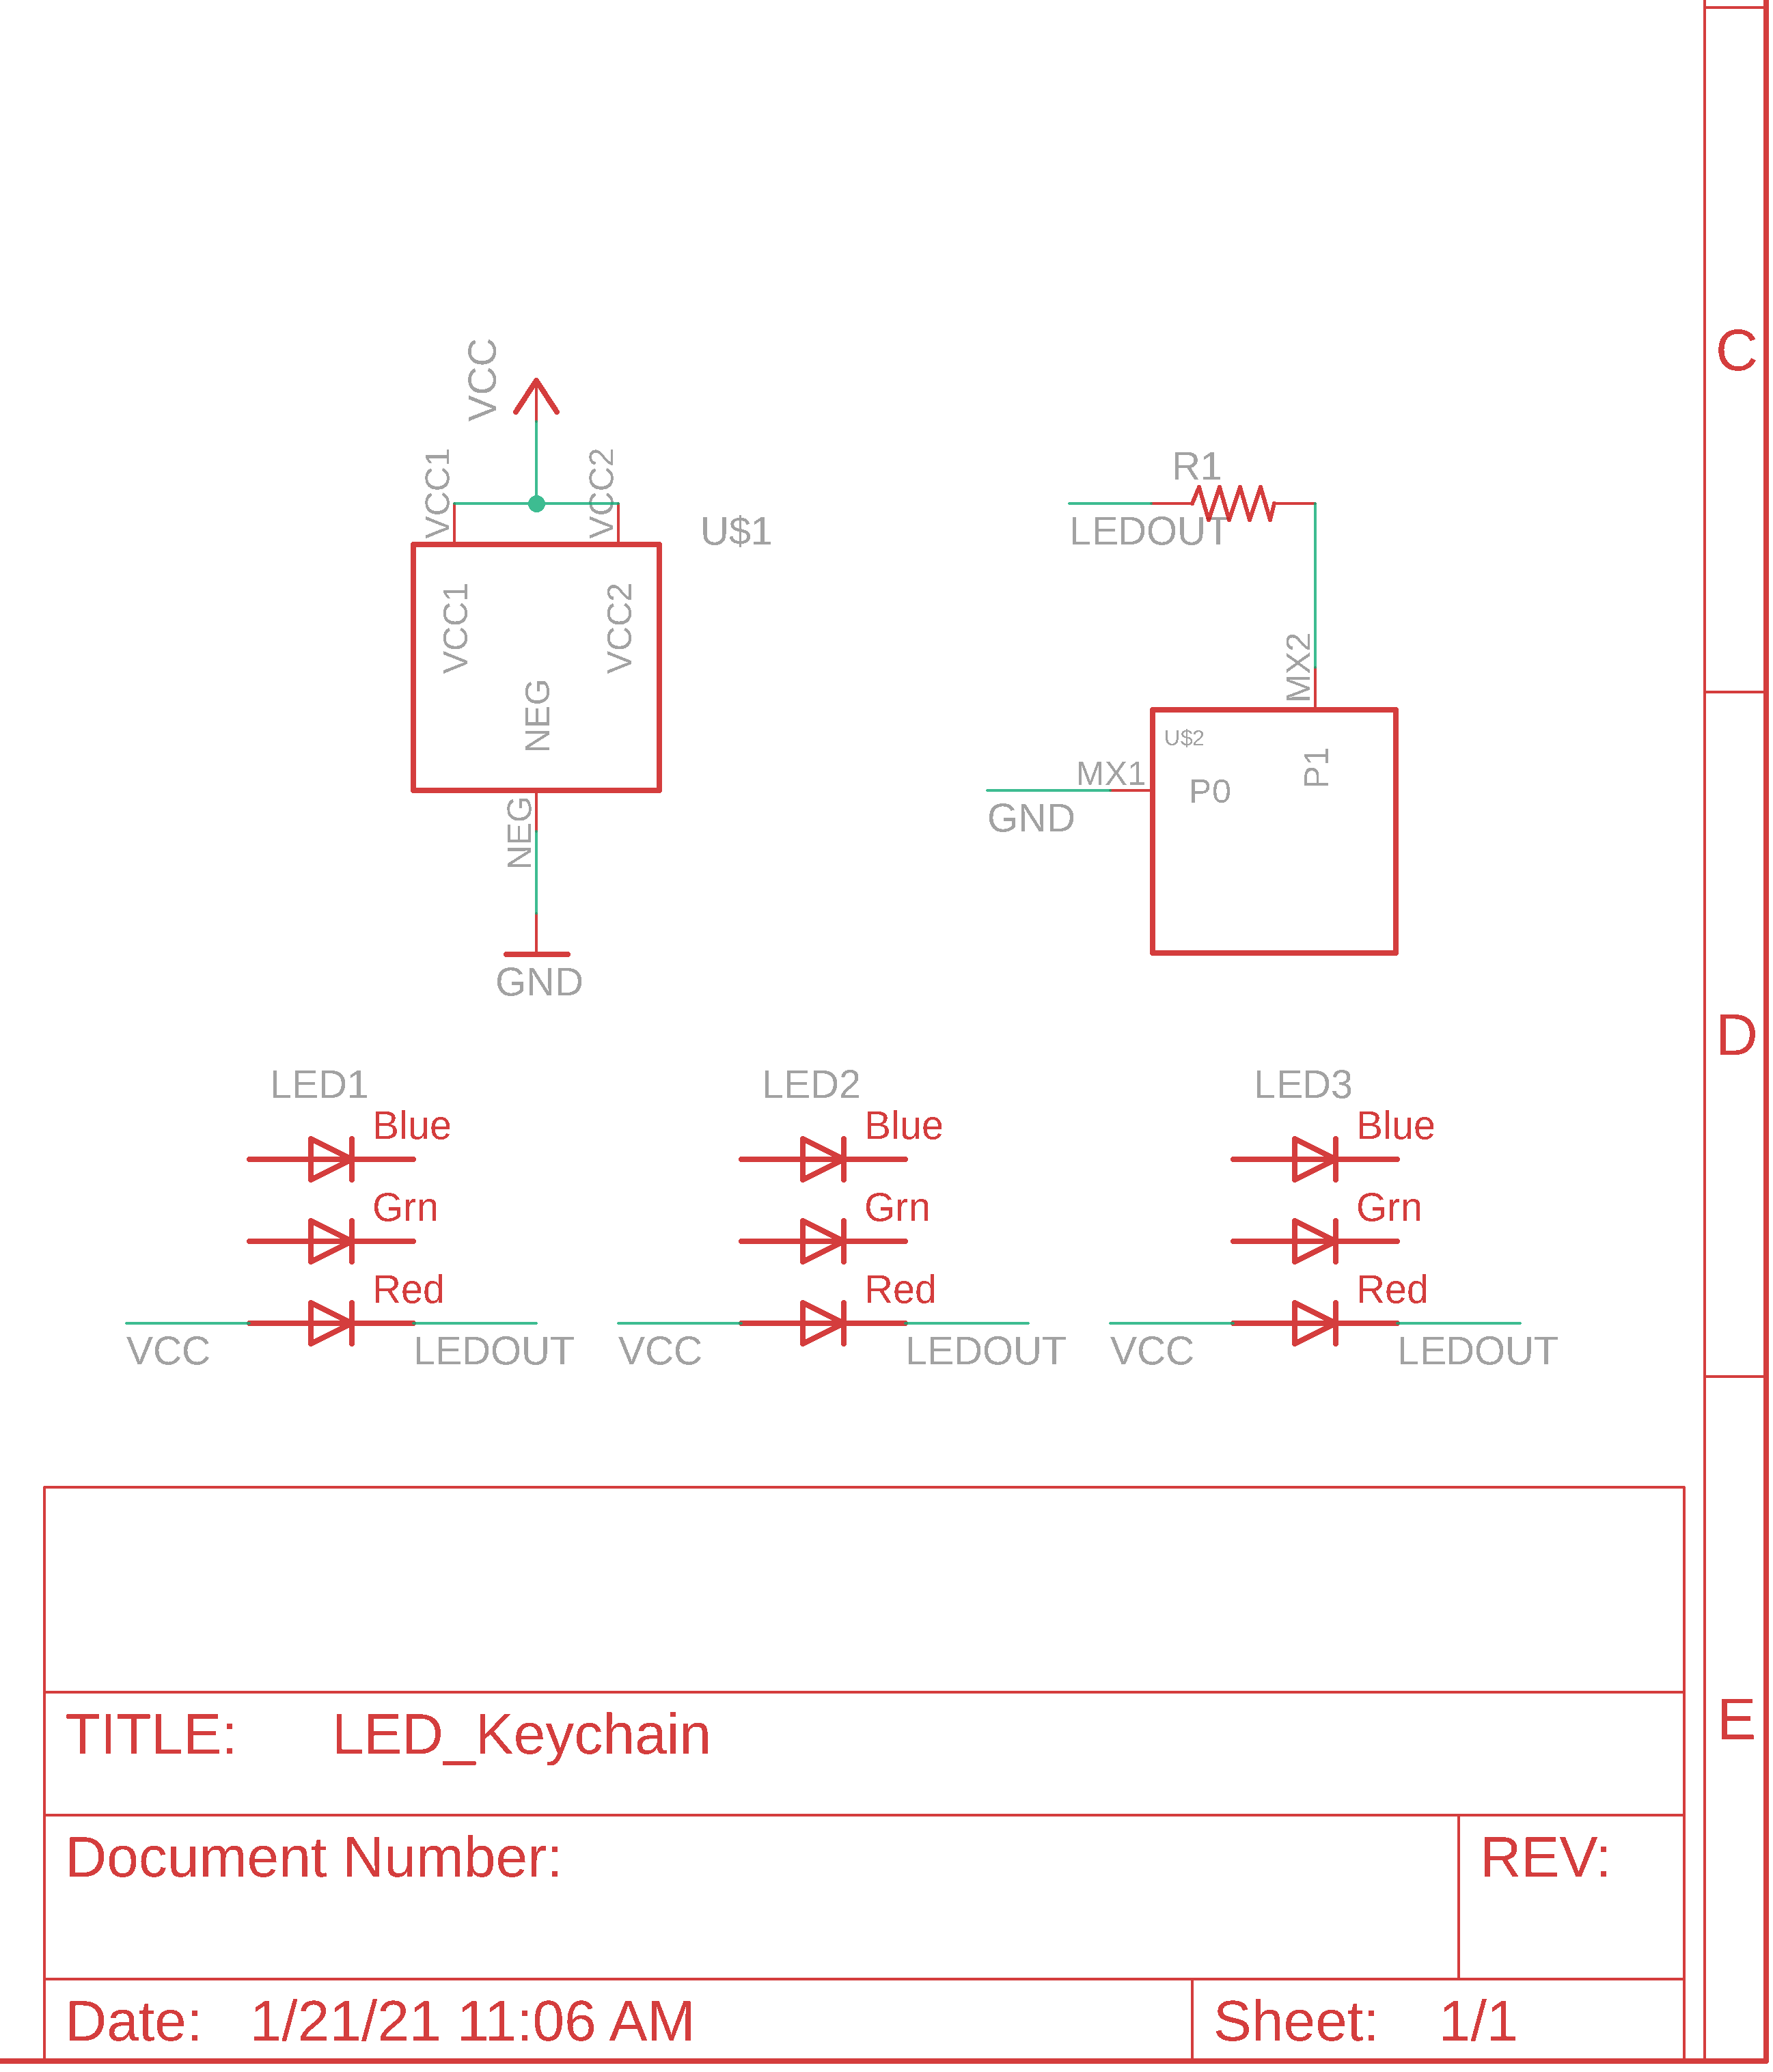 C
VCC
VCC1
VCC2
R1
U$1
LEDOUT
VCC1
VCC2
MX2
NEG
U$2
P1
MX1
P0
NEG
GND
GND
D
LED1
LED2
LED3
Blue
Blue
Blue
Grn
Grn
Grn
Red
Red
Red
VCC
LEDOUT
VCC
LEDOUT
VCC
LEDOUT
E
TITLE: LED_Keychain
Document Number:
REV:
Date: 1/21/21 11:06 AM
Sheet: 1/1